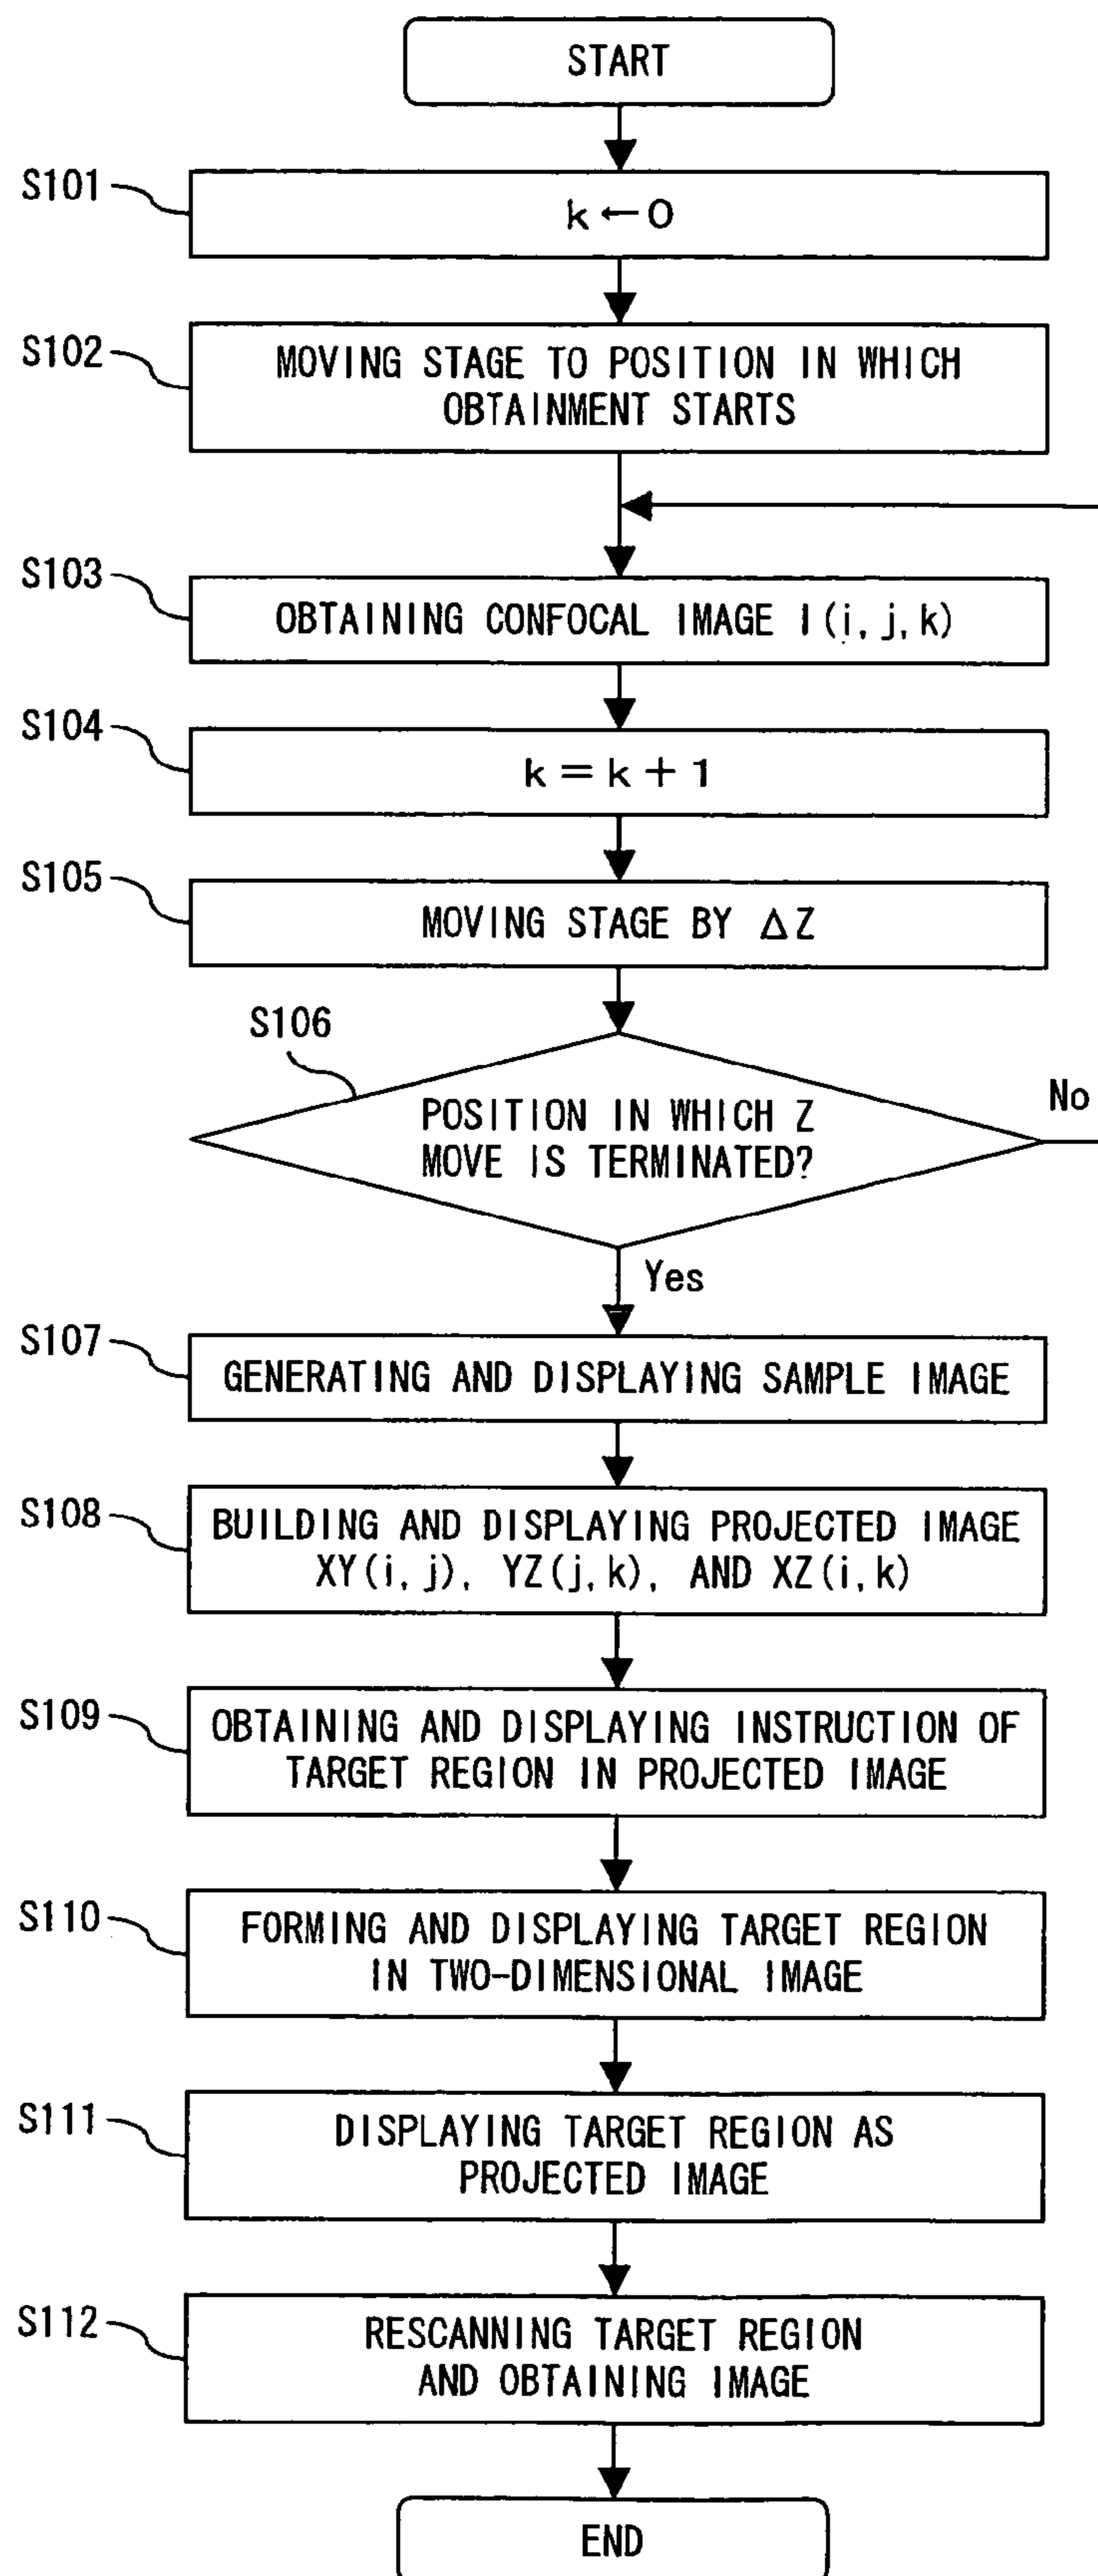 START
S101
k ← 0
S102
MOVING STAGE TO POSITION IN WHICH
OBTAINMENT STARTS
S103
OBTAINING CONFOCAL IMAGE I(i, j, k)
S104
k = k + 1
S105
MOVING STAGE BY ΔZ
S106
POSITION IN WHICH Z
MOVE IS TERMINATED?
No
Yes
S107
GENERATING AND DISPLAYING SAMPLE IMAGE
S108
BUILDING AND DISPLAYING PROJECTED IMAGE
XY(i, j), YZ(j, k), AND XZ(i, k)
S109
OBTAINING AND DISPLAYING INSTRUCTION OF
TARGET REGION IN PROJECTED IMAGE
S110
FORMING AND DISPLAYING TARGET REGION
IN TWO-DIMENSIONAL IMAGE
S111
DISPLAYING TARGET REGION AS
PROJECTED IMAGE
S112
RESCANNING TARGET REGION
AND OBTAINING IMAGE
END